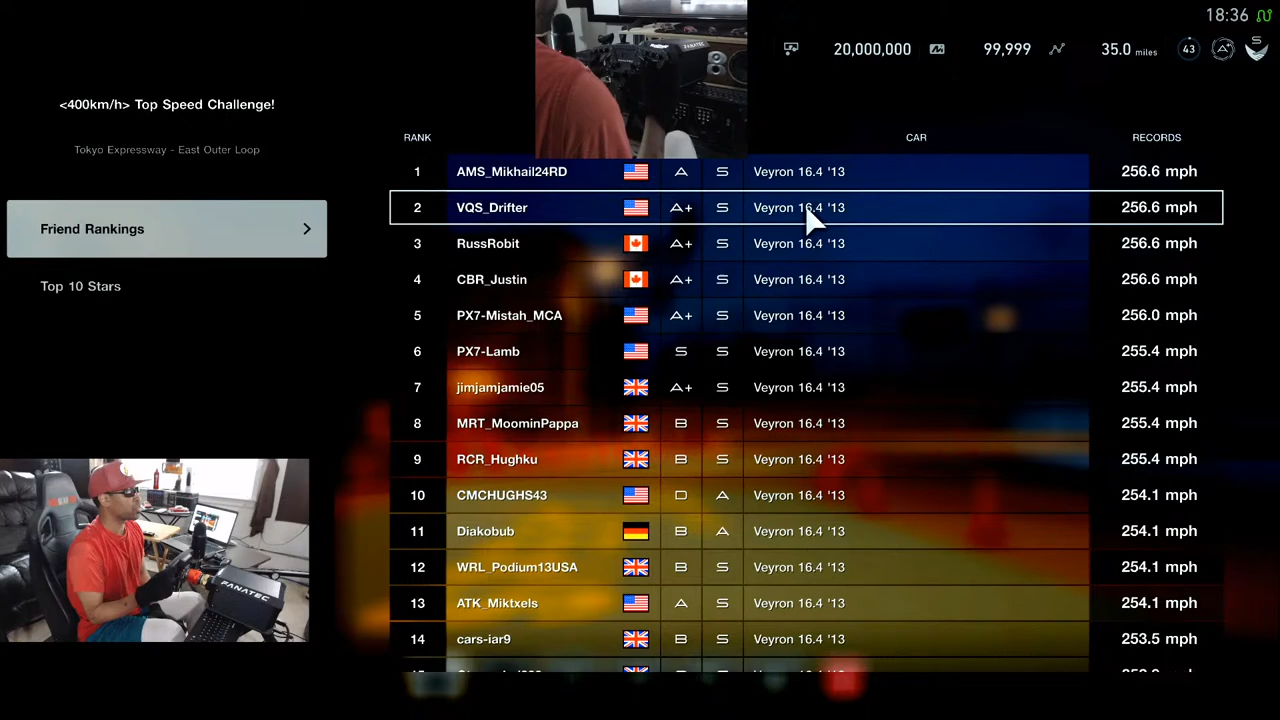 18:36
20,000,000 99,999 35.0 miles 43 A+ S
<400km/h> Top Speed Challenge!
Tokyo Expressway - East Outer Loop
Friend Rankings
Top 10 Stars
RANK CAR RECORDS
1 AMS_Mikhail24RD A S Veyron 16.4 '13 256.6 mph
2 VQS_Drifter A+ S Veyron 16.4 '13 256.6 mph
3 RussRobit A+ S Veyron 16.4 '13 256.6 mph
4 CBR_Justin A+ S Veyron 16.4 '13 256.6 mph
5 PX7-Mistah_MCA A+ S Veyron 16.4 '13 256.0 mph
6 PX7-Lamb S S Veyron 16.4 '13 255.4 mph
7 jimjamjamie05 A+ S Veyron 16.4 '13 255.4 mph
8 MRT_MoominPappa B S Veyron 16.4 '13 255.4 mph
9 RCR_Hughku B S Veyron 16.4 '13 255.4 mph
10 CMCHUGHS43 D A Veyron 16.4 '13 254.1 mph
11 Diakobub B A Veyron 16.4 '13 254.1 mph
12 WRL_Podium13USA B S Veyron 16.4 '13 254.1 mph
13 ATK_Miktxels A S Veyron 16.4 '13 254.1 mph
14 cars-iar9 B S Veyron 16.4 '13 253.5 mph
FANATEC
FANATEC